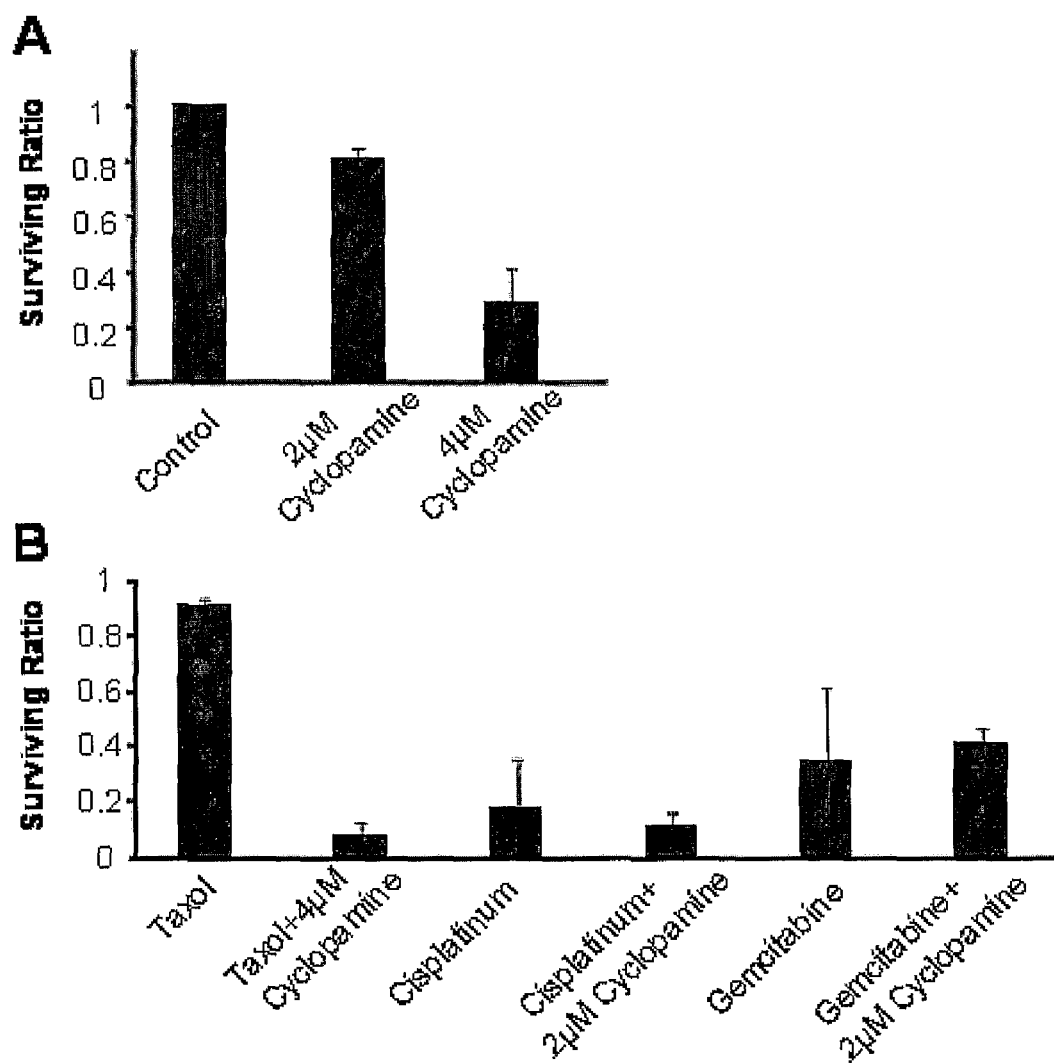 A
Surviving Ratio
1
0.8
0.6
0.4
0.2
0
Control
2µM
Cyclopamine
4µM
Cyclopamine
B
Surviving Ratio
1
0.8
0.6
0.4
0.2
0
Taxol
Taxol+4µM
Cyclopamine
Cisplatinum
Cisplatinum+
2µM Cyclopamine
Gemcitabine
Gemcitabine+
2µM Cyclopamine